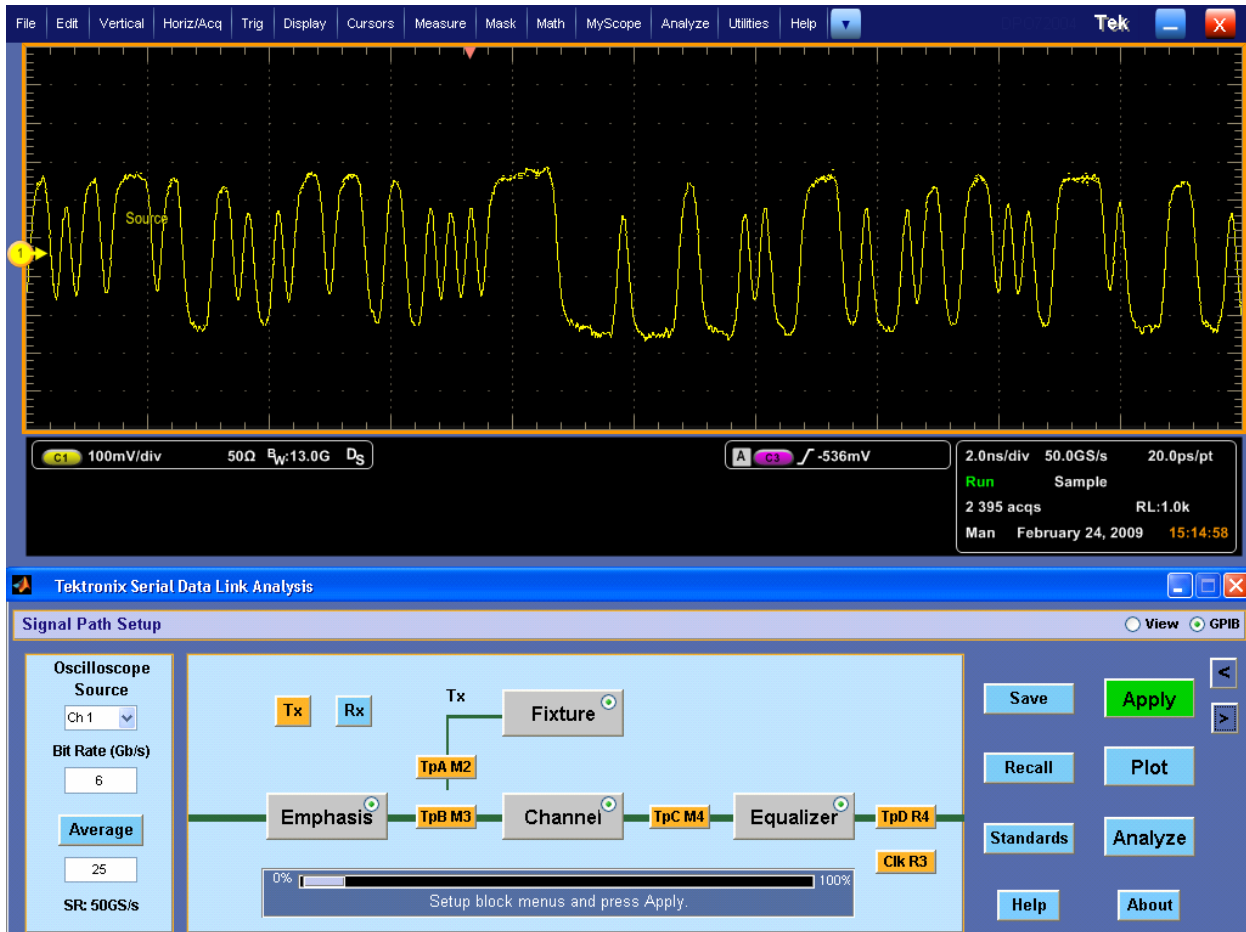 File Edit Vertical Horiz/Acq Trig Display Cursors Measure Mask Math MyScope Analyze Utilities Help Tek X
Source
1
C1 100mV/div 50Ω BW:13.0G DS
A C3 -536mV
2.0ns/div 50.0GS/s 20.0ps/pt
Run Sample
2 395 acqs RL:1.0k
Man February 24, 2009 15:14:58
Tektronix Serial Data Link Analysis
Signal Path Setup
View GPIB
Oscilloscope
Source
Ch 1
Bit Rate (Gb/s)
6
Average
25
SR: 50GS/s
Tx Rx Tx Fixture
TpA M2
Emphasis TpB M3 Channel TpC M4 Equalizer TpD R4
Clk R3
0% 100%
Setup block menus and press Apply.
Save Apply <
>
Recall Plot
Standards Analyze
Help About